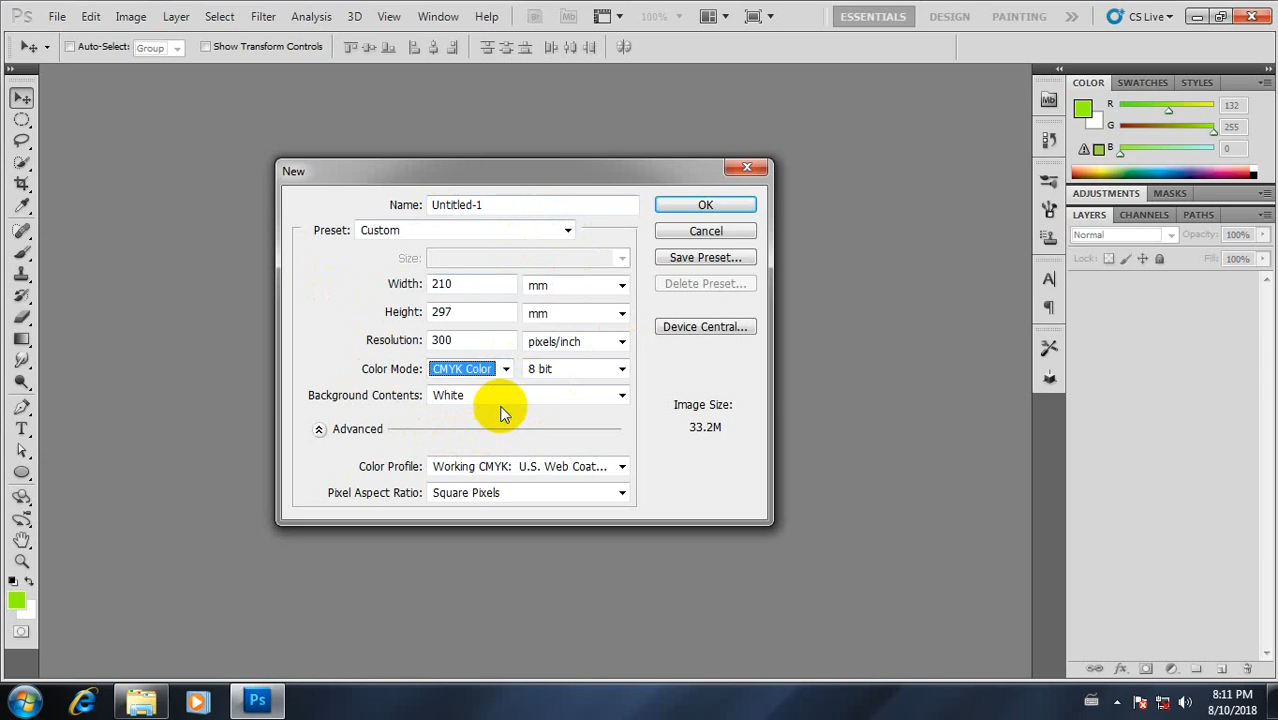 Ps File Edit Image Layer Select Filter Analysis 3D View Window Help Br Mb 100% ESSENTIALS DESIGN PAINTING CS Live
Auto-Select: Group Show Transform Controls
New
Name: Untitled-1 OK
Preset: Custom Cancel
Size: Save Preset...
Width: 210 mm Delete Preset...
Height: 297 mm
Device Central...
Resolution: 300 pixels/inch
Color Mode: CMYK Color 8 bit
Background Contents: White
Image Size:
33.2M
Advanced
Color Profile: Working CMYK: U.S. Web Coat...
Pixel Aspect Ratio: Square Pixels
COLOR SWATCHES STYLES
Mb
R 132
G 255
B 0
ADJUSTMENTS MASKS
LAYERS CHANNELS PATHS
Normal Opacity: 100%
Lock: Fill: 100%
A
T
fx
Ps
8:11 PM
8/10/2018